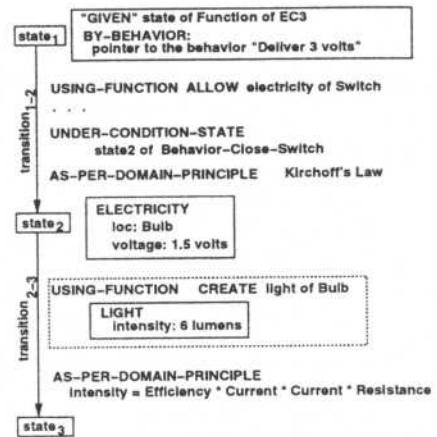 state1
"GIVEN" state of Function of EC3
BY-BEHAVIOR:
pointer to the behavior "Deliver 3 volts"
transition1-2
USING-FUNCTION ALLOW electricity of Switch
. . .
UNDER-CONDITION-STATE
state2 of Behavior-Close-Switch
AS-PER-DOMAIN-PRINCIPLE Kirchoff's Law
state2
ELECTRICITY
loc: Bulb
voltage: 1.5 volts
transition2-3
USING-FUNCTION CREATE light of Bulb
LIGHT
intensity: 6 lumens
AS-PER-DOMAIN-PRINCIPLE
intensity = Efficiency * Current * Current * Resistance
state3